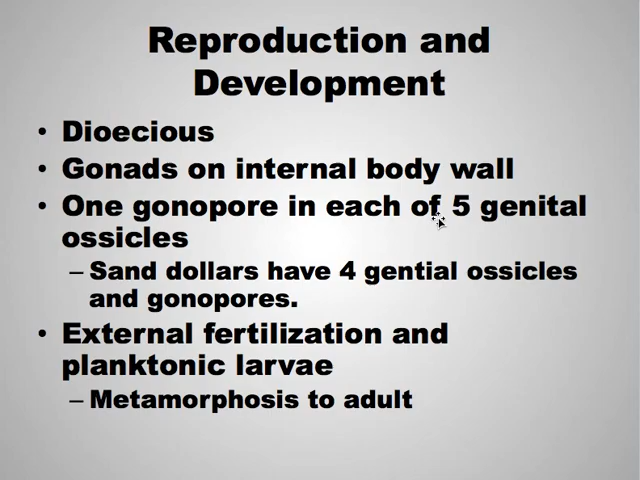 Reproduction and
Development
• Dioecious
• Gonads on internal body wall
• One gonopore in each of 5 genital
ossicles
– Sand dollars have 4 gential ossicles
and gonopores.
• External fertilization and
planktonic larvae
– Metamorphosis to adult